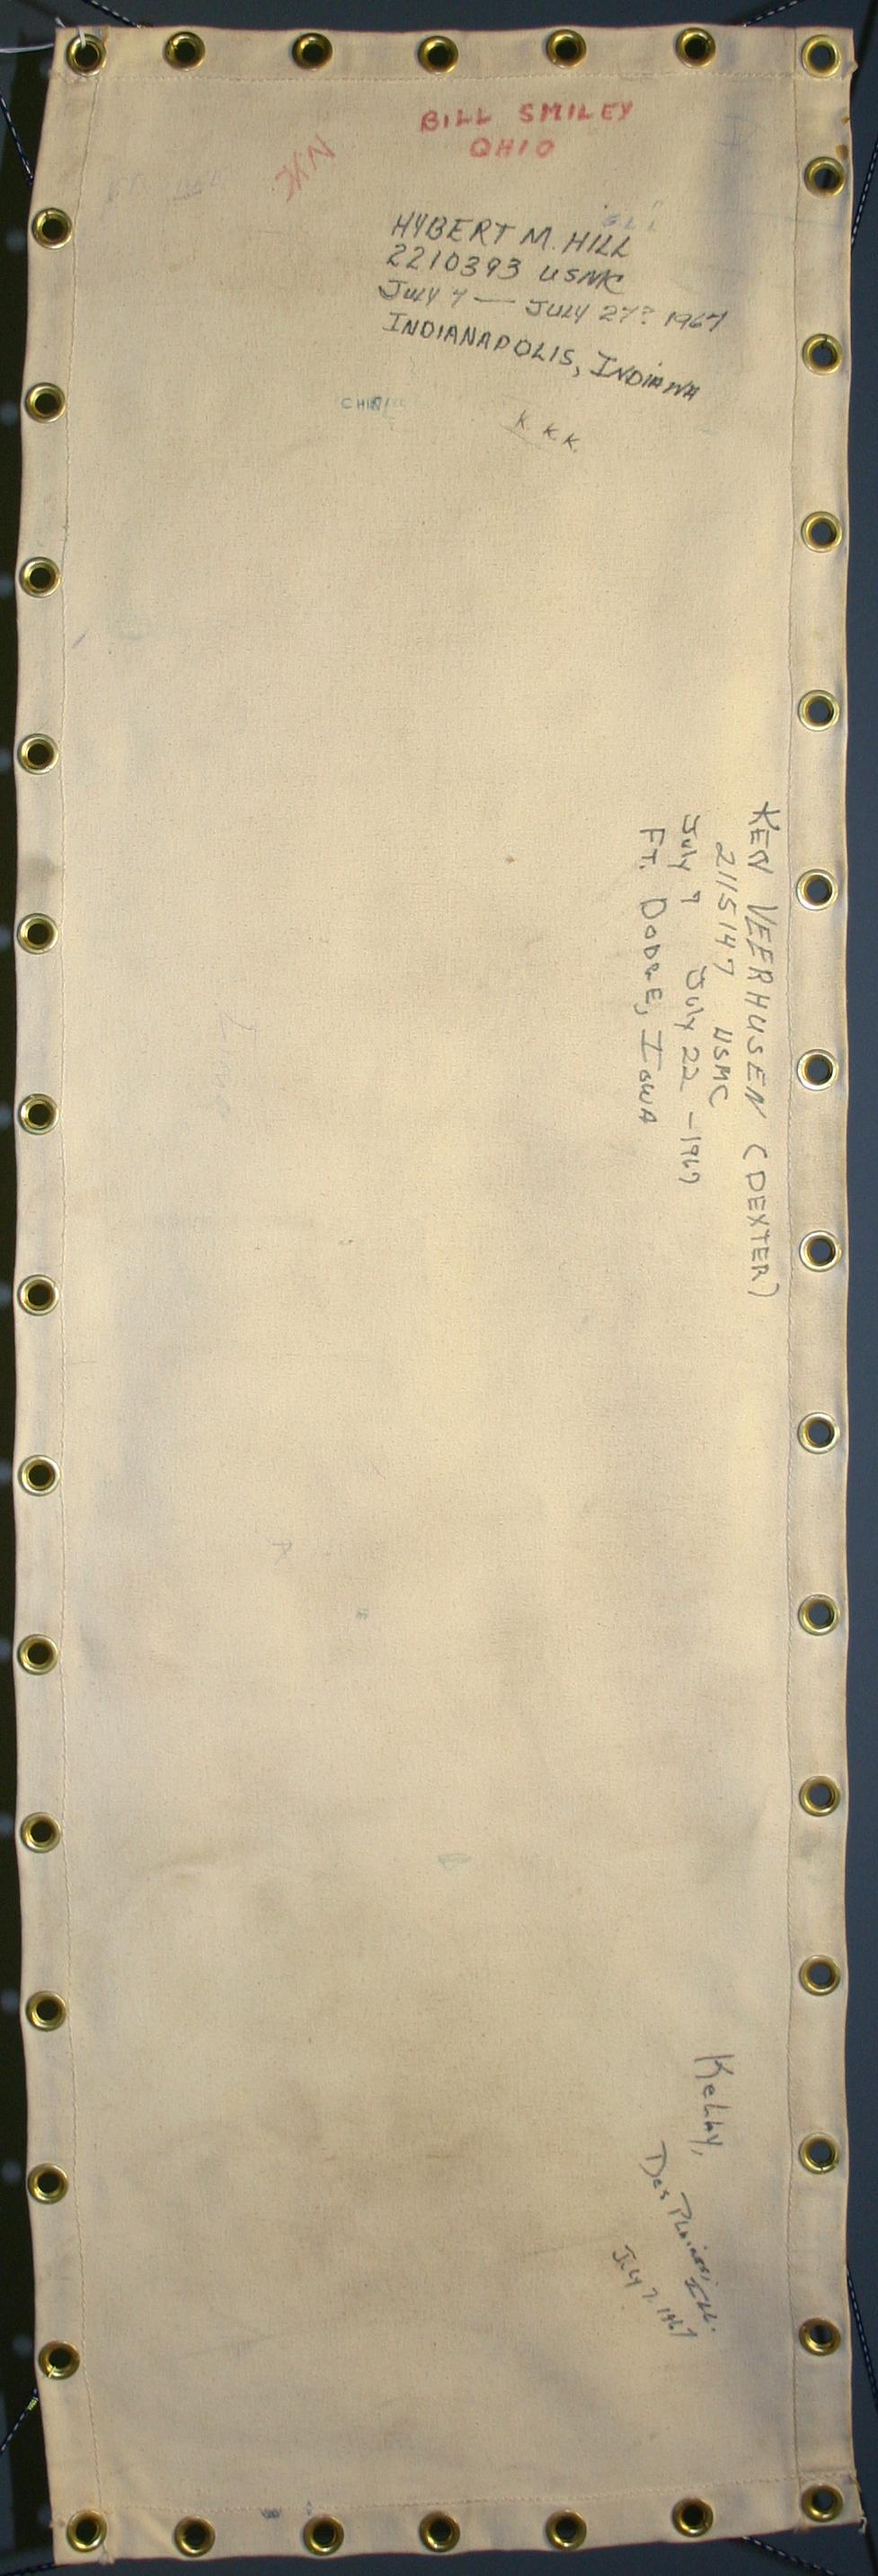 BILL SMILEY
OHIO
NYC
HYBERT M. HILL
2210393 USMC
July 7 — JULY 27? 1967
INDIANAPOLIS, INDIANA
K. K. K.
KEN VEERHUSEN (DEXTER)
2115147 USMC
July 7 July 22 - 1967
FT. DODGE, IOWA
Kelly,
Des Plaines, Ill.
July 7, 1967